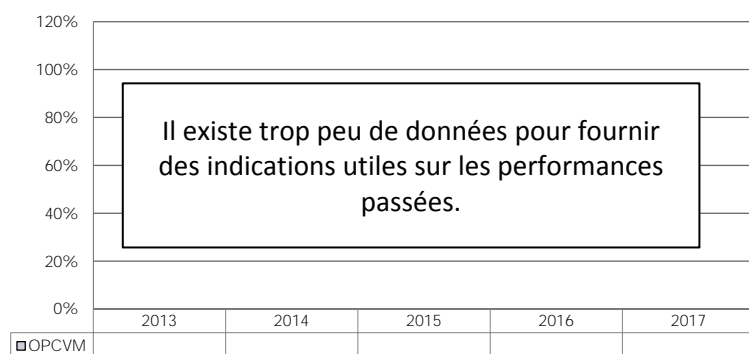 120%
100%
80%
60%
40%
20%
0%
Il existe trop peu de données pour fournir
des indications utiles sur les performances
passées.
2013 2014 2015 2016 2017
OPCVM